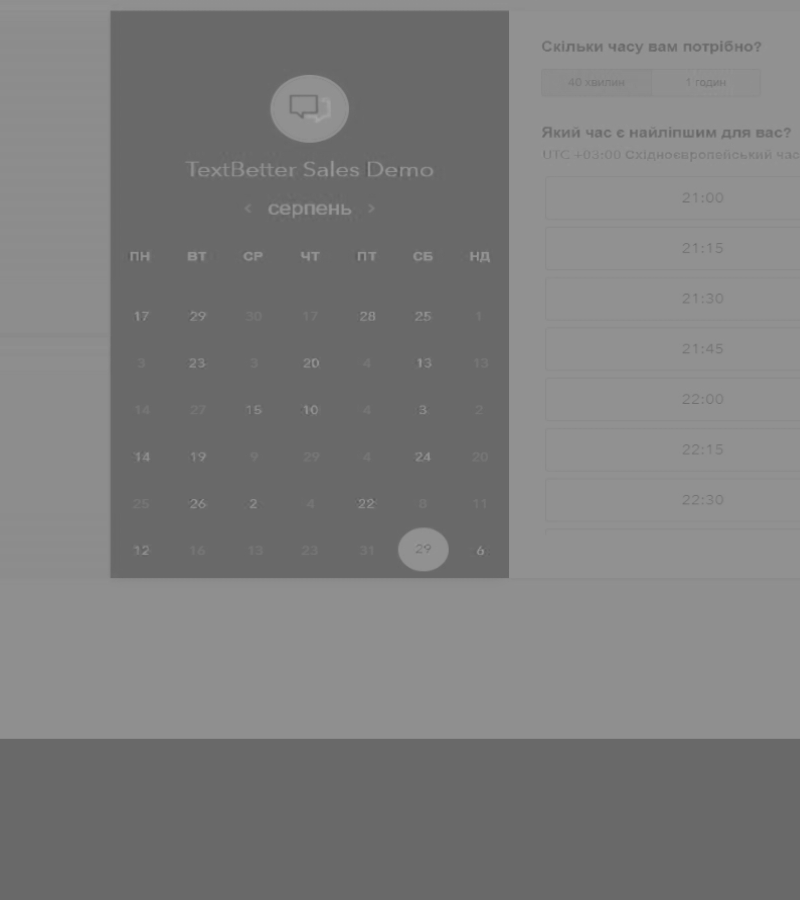 TextBetter Sales Demo
‹ серпень ›
ПН ВТ СР ЧТ ПТ СБ НД
17 29 30 17 28 25 1
3 23 3 20 4 13 13
14 27 15 10 4 3 2
14 19 9 29 4 24 20
25 26 2 4 22 8 11
12 16 13 23 31 29 6
Скільки часу вам потрібно?
40 хвилин 1 годин
Який час є найліпшим для вас?
UTC +03:00 Східноєвропейський час
21:00
21:15
21:30
21:45
22:00
22:15
22:30